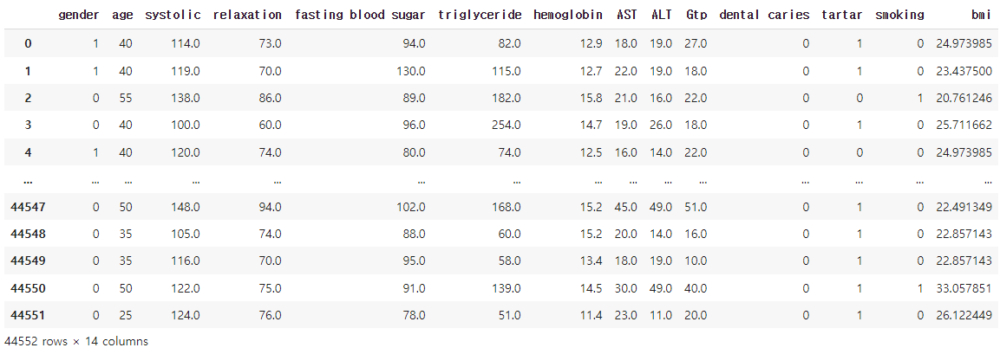 gender age systolic relaxation fasting blood sugar triglyceride hemoglobin AST ALT Gtp dental caries tartar smoking bmi
0 1 40 114.0 73.0 94.0 82.0 12.9 18.0 19.0 27.0 0 1 0 24.973985
1 1 40 119.0 70.0 130.0 115.0 12.7 22.0 19.0 18.0 0 1 0 23.437500
2 0 55 138.0 86.0 89.0 182.0 15.8 21.0 16.0 22.0 0 0 1 20.761246
3 0 40 100.0 60.0 96.0 254.0 14.7 19.0 26.0 18.0 0 1 0 25.711662
4 1 40 120.0 74.0 80.0 74.0 12.5 16.0 14.0 22.0 0 0 0 24.973985
... ... ... ... ... ... ... ... ... ... ... ... ... ... ...
44547 0 50 148.0 94.0 102.0 168.0 15.2 45.0 49.0 51.0 0 1 0 22.491349
44548 0 35 105.0 74.0 88.0 60.0 15.2 20.0 14.0 16.0 0 1 0 22.857143
44549 0 35 116.0 70.0 95.0 58.0 13.4 18.0 19.0 10.0 0 1 0 22.857143
44550 0 50 122.0 75.0 91.0 139.0 14.5 30.0 49.0 40.0 0 1 1 33.057851
44551 0 25 124.0 76.0 78.0 51.0 11.4 23.0 11.0 20.0 0 1 0 26.122449
44552 rows × 14 columns